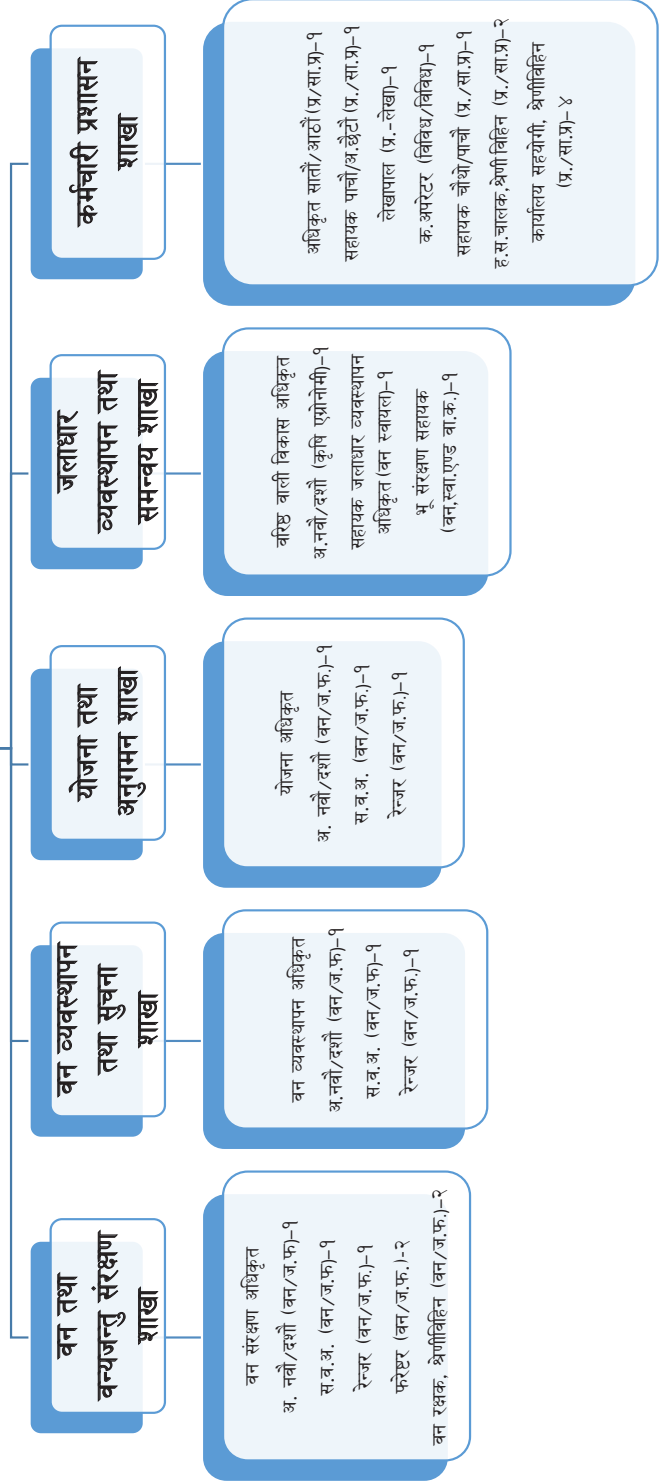 वन तथा
वन्यजन्तु संरक्षण
शाखा
वन संरक्षण अधिकृत
अ. नवौं/दशौं (वन/ज.फ)–१
स.व.अ. (वन/ज.फ)–१
रेन्जर (वन/ज.फ.)–१
फरेष्टर (वन/ज.फ.)-२
वन रक्षक, श्रेणीविहिन (वन/ज.फ.)–२
वन व्यवस्थापन
तथा सुचना
शाखा
वन व्यवस्थापन अधिकृत
अ.नवौं/दशौं (वन/ज.फ)–१
स.व.अ. (वन/ज.फ)–१
रेन्जर (वन/ज.फ.)–१
योजना तथा
अनुगमन शाखा
योजना अधिकृत
अ. नवौं/दशौं (वन/ज.फ.)–१
स.व.अ. (वन/ज.फ.)–१
रेन्जर (वन/ज.फ.)–१
जलाधार
व्यवस्थापन तथा
समन्वय शाखा
वरिष्ठ वाली विकास अधिकृत
अ.नवौं/दशौं (कृषि एग्रोनोमी)–१
सहायक जलाधार व्यवस्थापन
अधिकृत (वन स्वायल)–१
भू संरक्षण सहायक
(वन,स्वा.एण्ड वा.क.)–१
कर्मचारी प्रशासन
शाखा
अधिकृत सातौं/आठौं (प्र/सा.प्र)–१
सहायक पाचौं/अ.छैटौं (प्र./सा.प्र)–१
लेखापाल (प्र.–लेखा)–१
क.अपरेटर (विविध/विविध)–१
सहायक चौथो/पाचौं (प्र./सा.प्र)–१
ह.स.चालक,श्रेणीविहिन (प्र./सा.प्र)–२
कार्यालय सहयोगी, श्रेणीविहिन
(प्र./सा.प्र)– ४